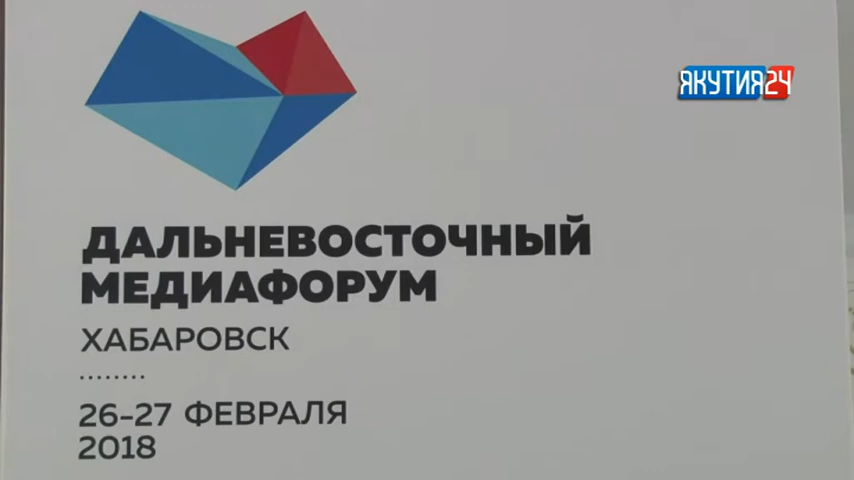 ЯКУТИЯ24
ДАЛЬНЕВОСТОЧНЫЙ
МЕДИАФОРУМ
ХАБАРОВСК
........
26-27 ФЕВРАЛЯ
2018